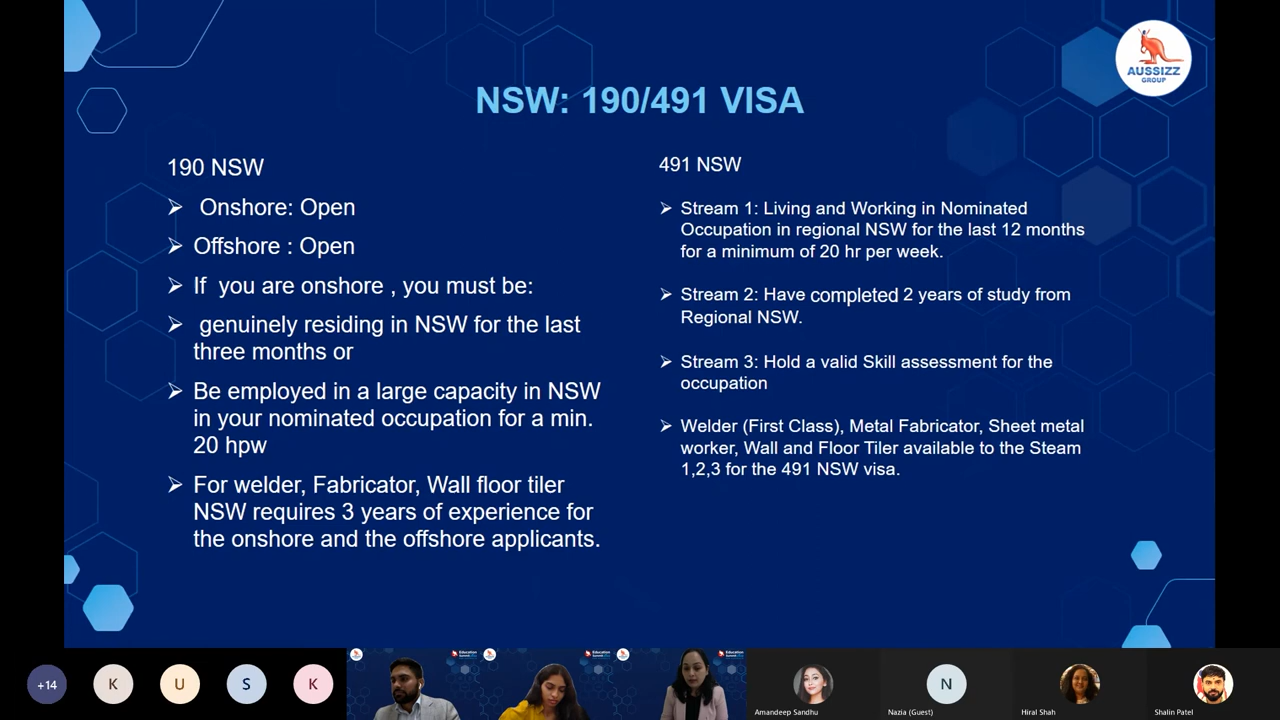 AUSSIZZ
GROUP
NSW: 190/491 VISA
190 NSW
Onshore: Open
Offshore : Open
If you are onshore , you must be:
genuinely residing in NSW for the last
three months or
Be employed in a large capacity in NSW
in your nominated occupation for a min.
20 hpw
For welder, Fabricator, Wall floor tiler
NSW requires 3 years of experience for
the onshore and the offshore applicants.
491 NSW
Stream 1: Living and Working in Nominated
Occupation in regional NSW for the last 12 months
for a minimum of 20 hr per week.
Stream 2: Have completed 2 years of study from
Regional NSW.
Stream 3: Hold a valid Skill assessment for the
occupation
Welder (First Class), Metal Fabricator, Sheet metal
worker, Wall and Floor Tiler available to the Steam
1,2,3 for the 491 NSW visa.
+14
K
U
S
K
Education
Education
Education
N
Amandeep Sandhu
Nazia (Guest)
Hiral Shah
Shalin Patel